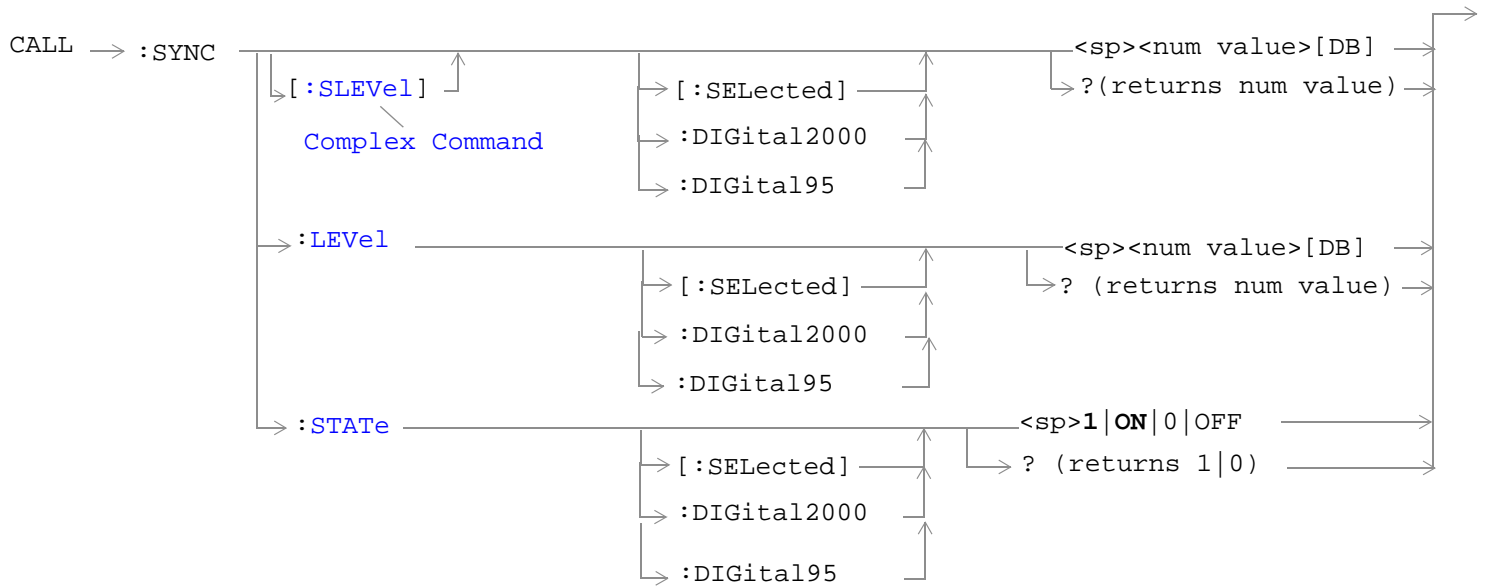 CALL :SYNC <sp><num value>[DB]
[:SLEVel] [:SELected] ?(returns num value)
Complex Command :DIGital2000
:DIGital95
:LEVel <sp><num value>[DB]
[:SELected] ? (returns num value)
:DIGital2000
:DIGital95
:STATe <sp>1|ON|0|OFF
[:SELected] ? (returns 1|0)
:DIGital2000
:DIGital95